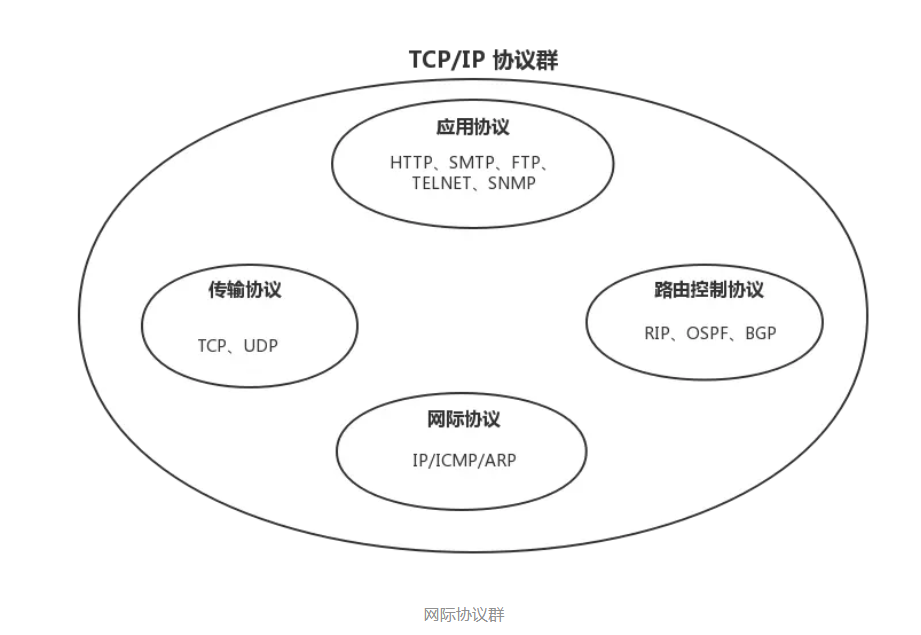 TCP/IP 协议群
应用协议
HTTP、SMTP、FTP、
TELNET、SNMP
传输协议
TCP、UDP
路由控制协议
RIP、OSPF、BGP
网际协议
IP/ICMP/ARP
网际协议群